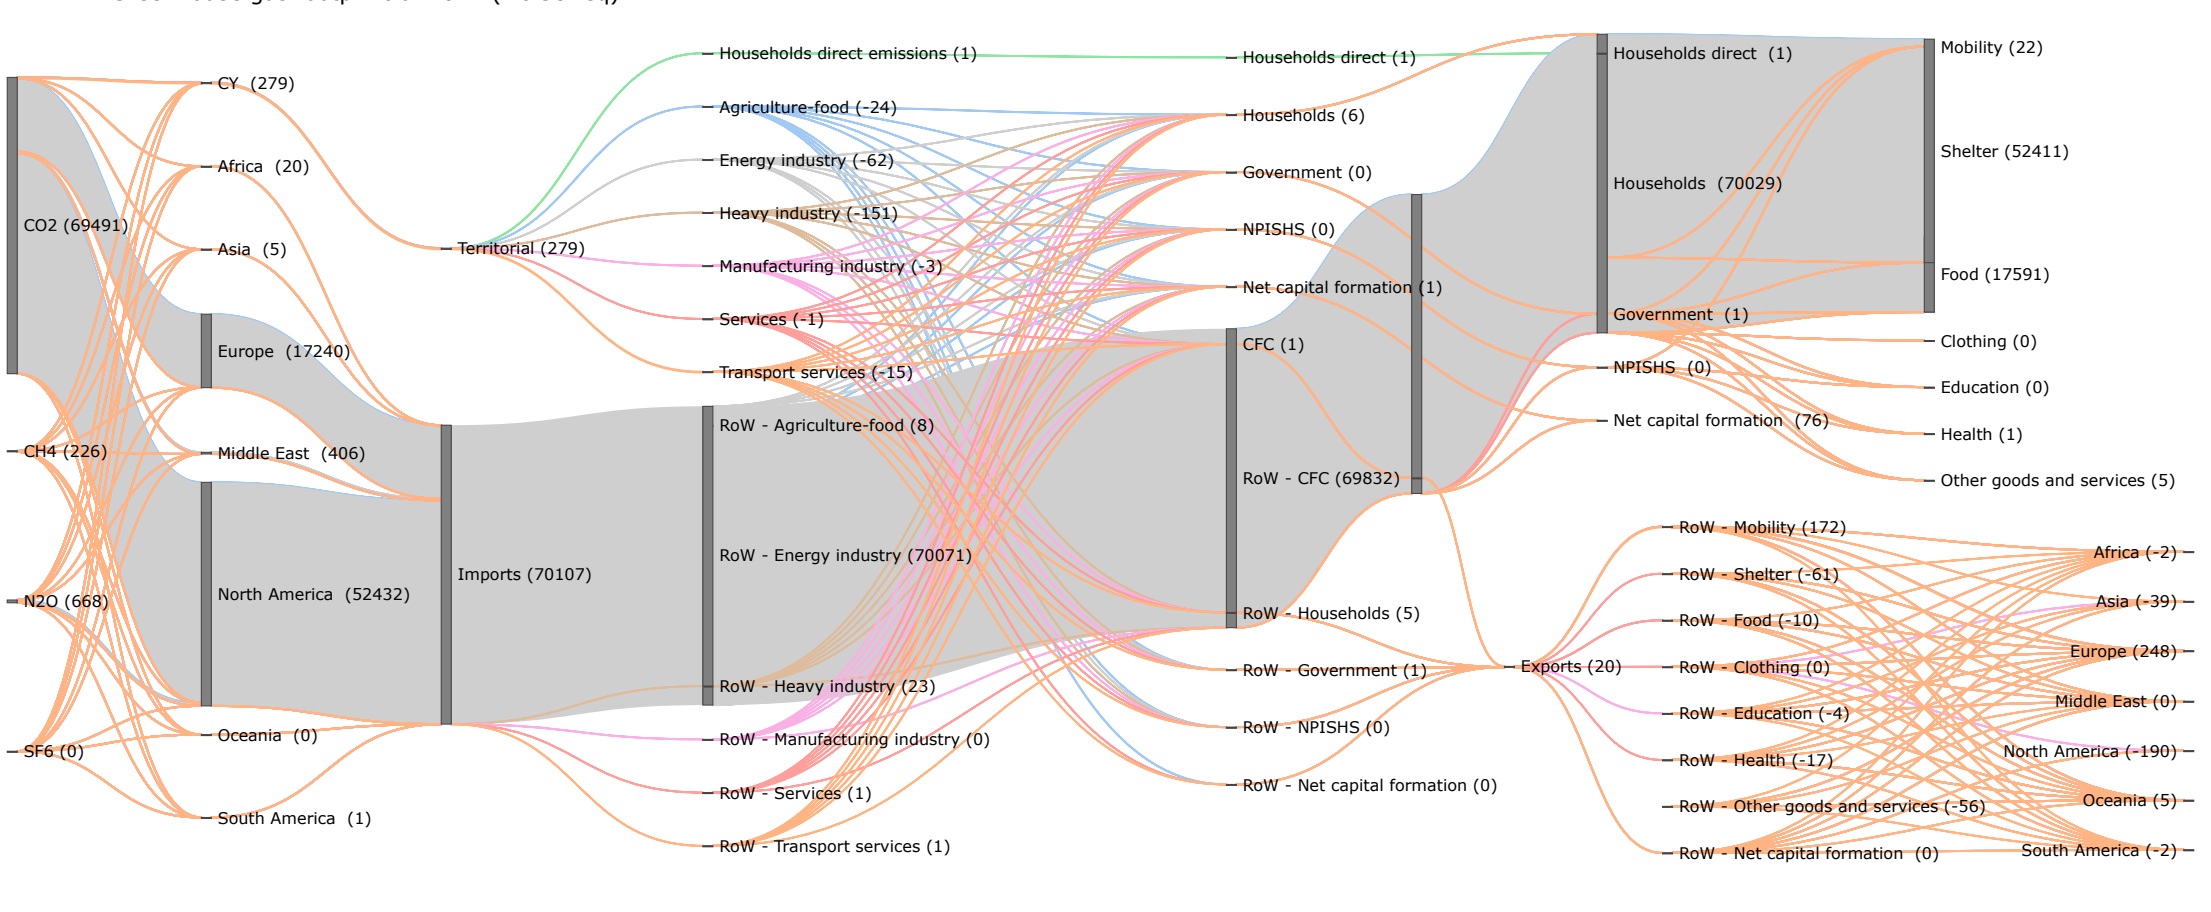 CO2 (69491)
CH4 (226)
N2O (668)
SF6 (0)
CY (279)
Africa (20)
Asia (5)
Europe (17240)
Middle East (406)
North America (52432)
Oceania (0)
South America (1)
Territorial (279)
Imports (70107)
Households direct emissions (1)
Agriculture-food (-24)
Energy industry (-62)
Heavy industry (-151)
Manufacturing industry (-3)
Services (-1)
Transport services (-15)
RoW - Agriculture-food (8)
RoW - Energy industry (70071)
RoW - Heavy industry (23)
RoW - Manufacturing industry (0)
RoW - Services (1)
RoW - Transport services (1)
Households direct (1)
Households (6)
Government (0)
NPISHS (0)
Net capital formation (1)
CFC (1)
RoW - CFC (69832)
RoW - Households (5)
RoW - Government (1)
RoW - NPISHS (0)
RoW - Net capital formation (0)
Households direct (1)
Households (70029)
Government (1)
NPISHS (0)
Net capital formation (76)
Exports (20)
Mobility (22)
Shelter (52411)
Food (17591)
Clothing (0)
Education (0)
Health (1)
Other goods and services (5)
RoW - Mobility (172)
RoW - Shelter (-61)
RoW - Food (-10)
RoW - Clothing (0)
RoW - Education (-4)
RoW - Health (-17)
RoW - Other goods and services (-56)
RoW - Net capital formation (0)
Africa (-2)
Asia (-39)
Europe (248)
Middle East (0)
North America (-190)
Oceania (5)
South America (-2)